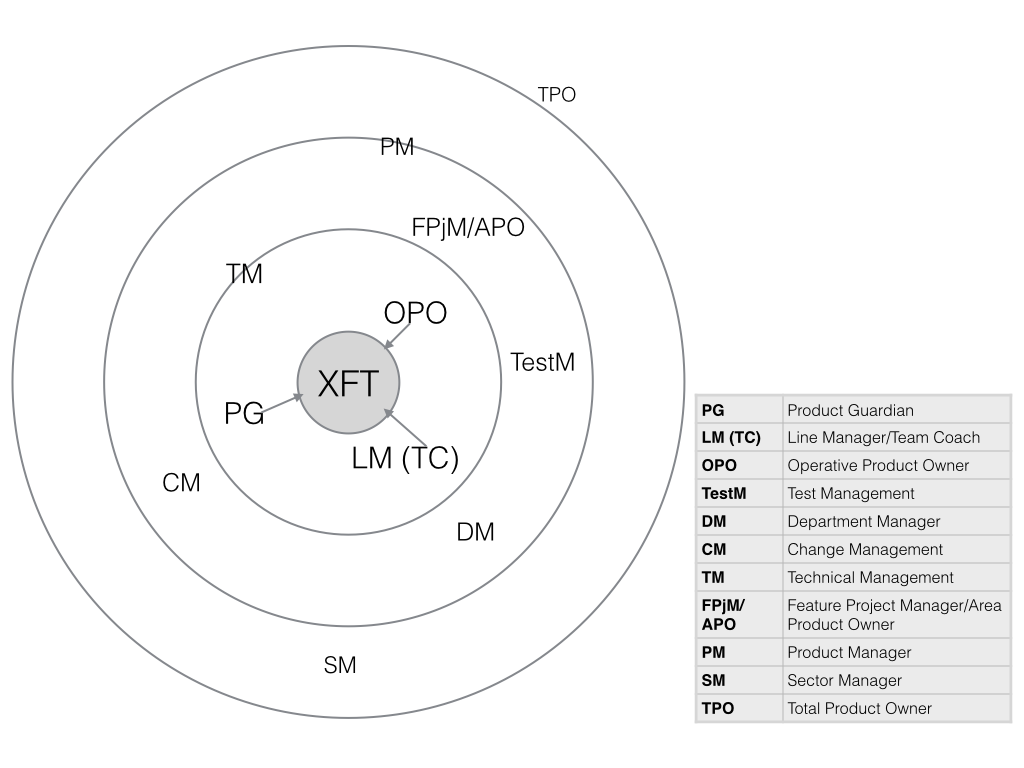 TPO
PM
FPjM/APO
TM
OPO
TestM
XFT
PG
LM (TC)
CM
DM
SM
PG Product Guardian
LM (TC) Line Manager/Team Coach
OPO Operative Product Owner
TestM Test Management
DM Department Manager
CM Change Management
TM Technical Management
FPjM/ Feature Project Manager/Area
APO Product Owner
PM Product Manager
SM Sector Manager
TPO Total Product Owner